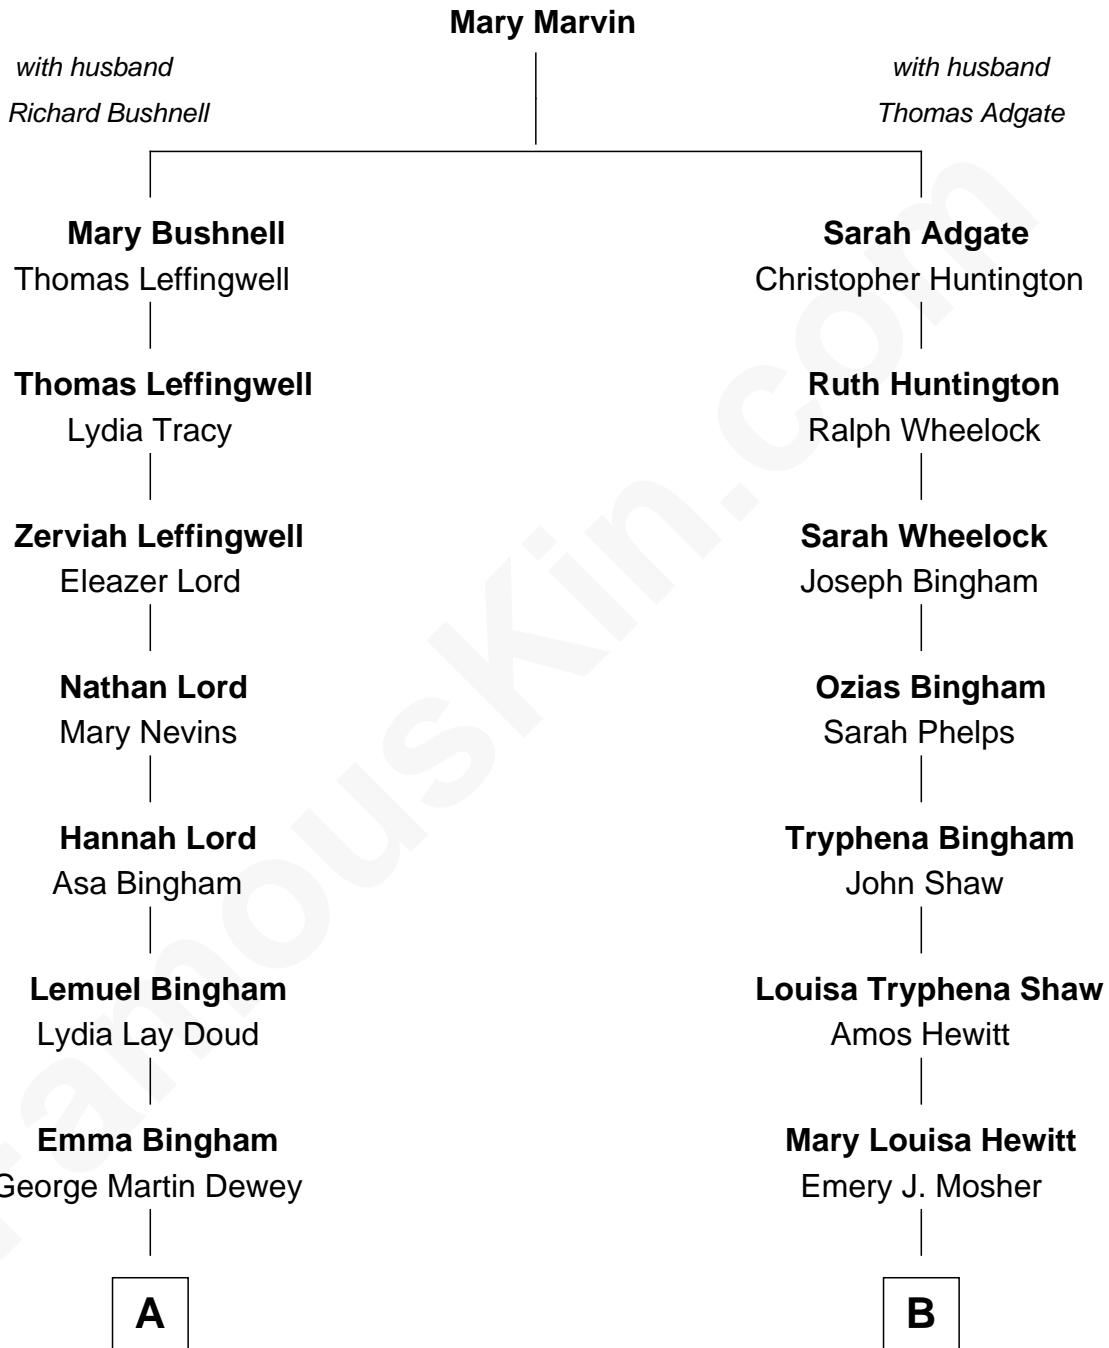 Mary Marvin
with husband
Richard Bushnell
with husband
Thomas Adgate
Mary Bushnell
Thomas Leffingwell
Sarah Adgate
Christopher Huntington
Thomas Leffingwell
Lydia Tracy
Ruth Huntington
Ralph Wheelock
Zerviah Leffingwell
Eleazer Lord
Sarah Wheelock
Joseph Bingham
Nathan Lord
Mary Nevins
Ozias Bingham
Sarah Phelps
Hannah Lord
Asa Bingham
Tryphena Bingham
John Shaw
Lemuel Bingham
Lydia Lay Doud
Louisa Tryphena Shaw
Amos Hewitt
Emma Bingham
George Martin Dewey
Mary Louisa Hewitt
Emery J. Mosher
A
B
FamousKin.com